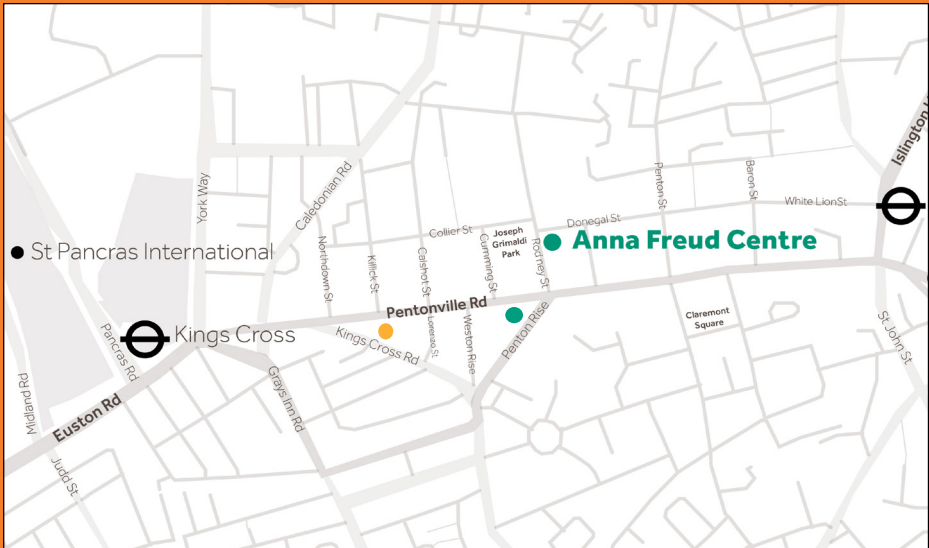 Islington
Caledonian Rd
York Way
Penton St
Baron St
White Lion St
Donegal St
Collier St
Joseph
Grimaldi
Park
Anna Freud Centre
St Pancras International
Northdown St
Killick St
Calshot St
Cumming St
Rodney St
Pentonville Rd
Kings Cross
Kings Cross Rd
Lorenzo St
Weston Rise
Penton Rise
Claremont
Square
St John St
Pancras Rd
Midland Rd
Euston Rd
Grays Inn Rd
Judd St